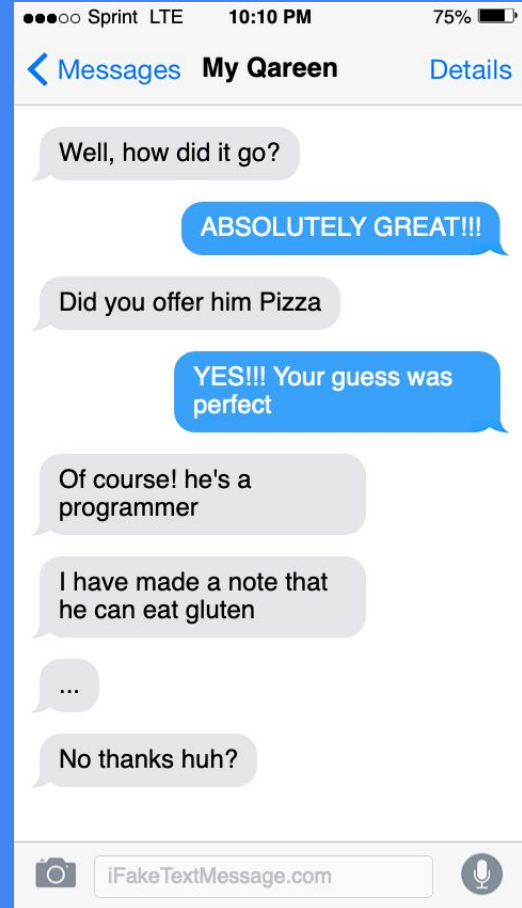 Sprint LTE 10:10 PM 75%
Messages My Qareen Details
Well, how did it go?
ABSOLUTELY GREAT!!!
Did you offer him Pizza
YES!!! Your guess was
perfect
Of course! he's a
programmer
I have made a note that
he can eat gluten
...
No thanks huh?
iFakeTextMessage.com